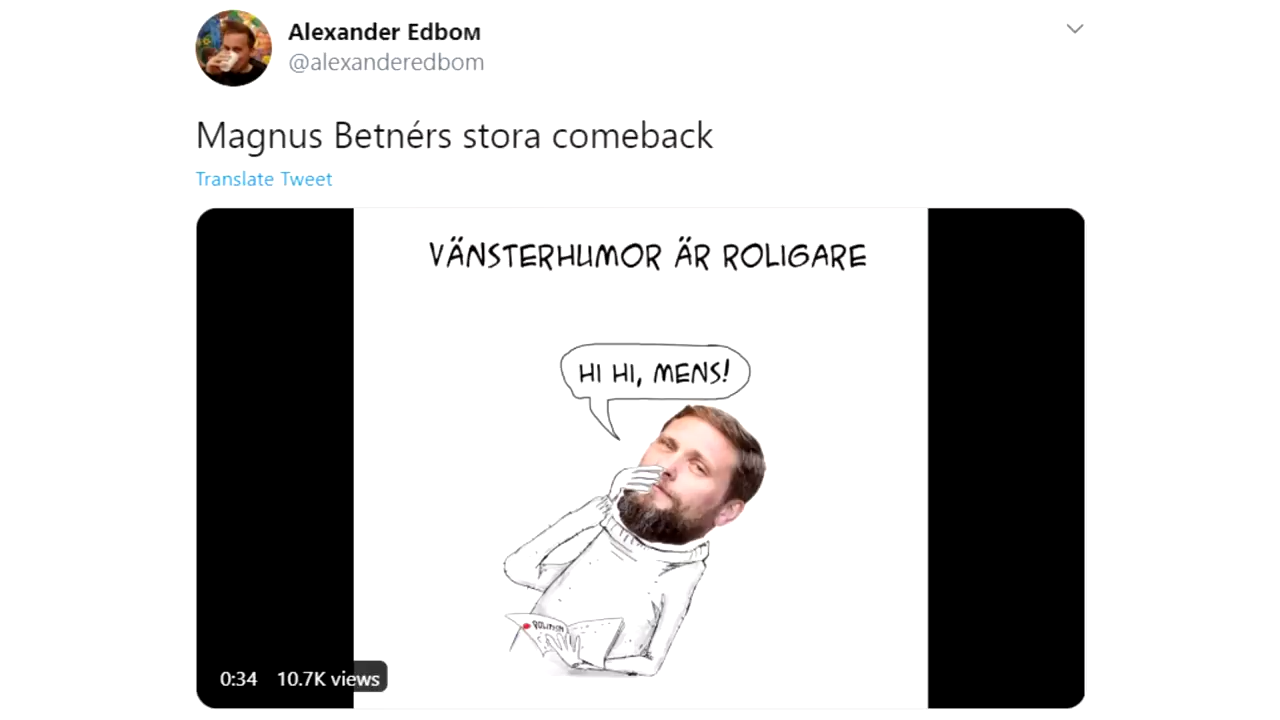 Alexander Edbom
@alexanderedbom
Magnus Betnérs stora comeback
Translate Tweet
VÄNSTERHUMOR ÄR ROLIGARE
HI HI, MENS!
0:34 10.7K views